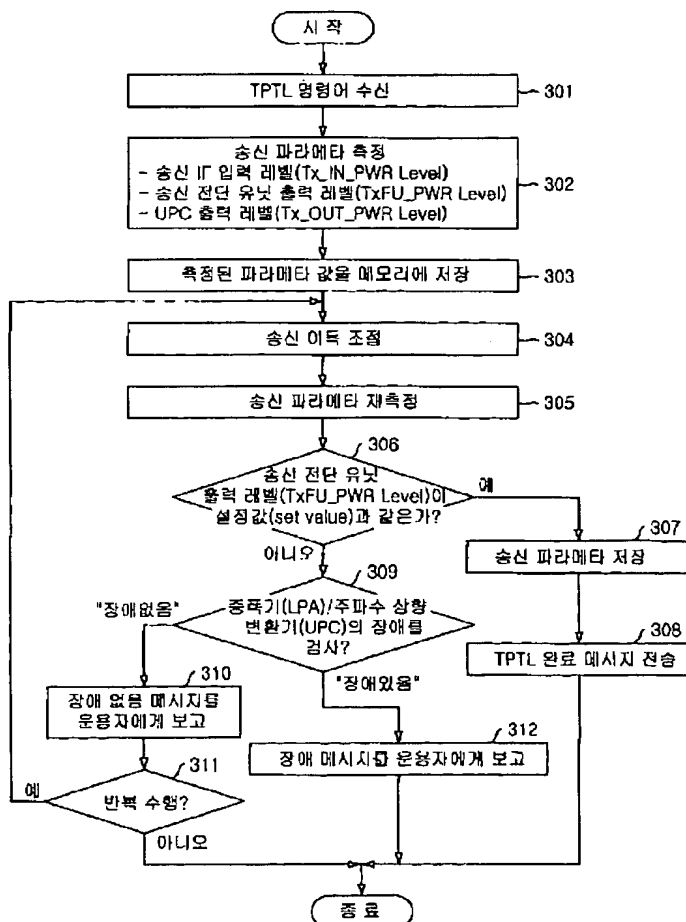 시 작
TPTL 명령어 수신
301
송신 파라메타 측정
- 송신 IF 입력 레벨(Tx_IN_PWR Level)
- 송신 전단 유닛 출력 레벨(TxFU_PWR Level)
- UPC 출력 레벨(Tx_OUT_PWR Level)
302
측정된 파라메타 값을 메모리에 저장
303
송신 이득 조절
304
송신 파라메타 재측정
305
306
송신 전단 유닛
출력 레벨(TxFU_PWR Level)이
설정값(set value)과 같은가?
예
아니오
307
송신 파라메타 저장
308
TPTL 완료 메시지 전송
309
증폭기(LPA)/주파수 상향
변환기(UPC)의 장애를
검사?
"장애없음"
"장애있음"
310
장애 없음 메시지를
운용자에게 보고
312
장애 메시지를 운용자에게 보고
311
반복 수행?
예
아니오
종 료